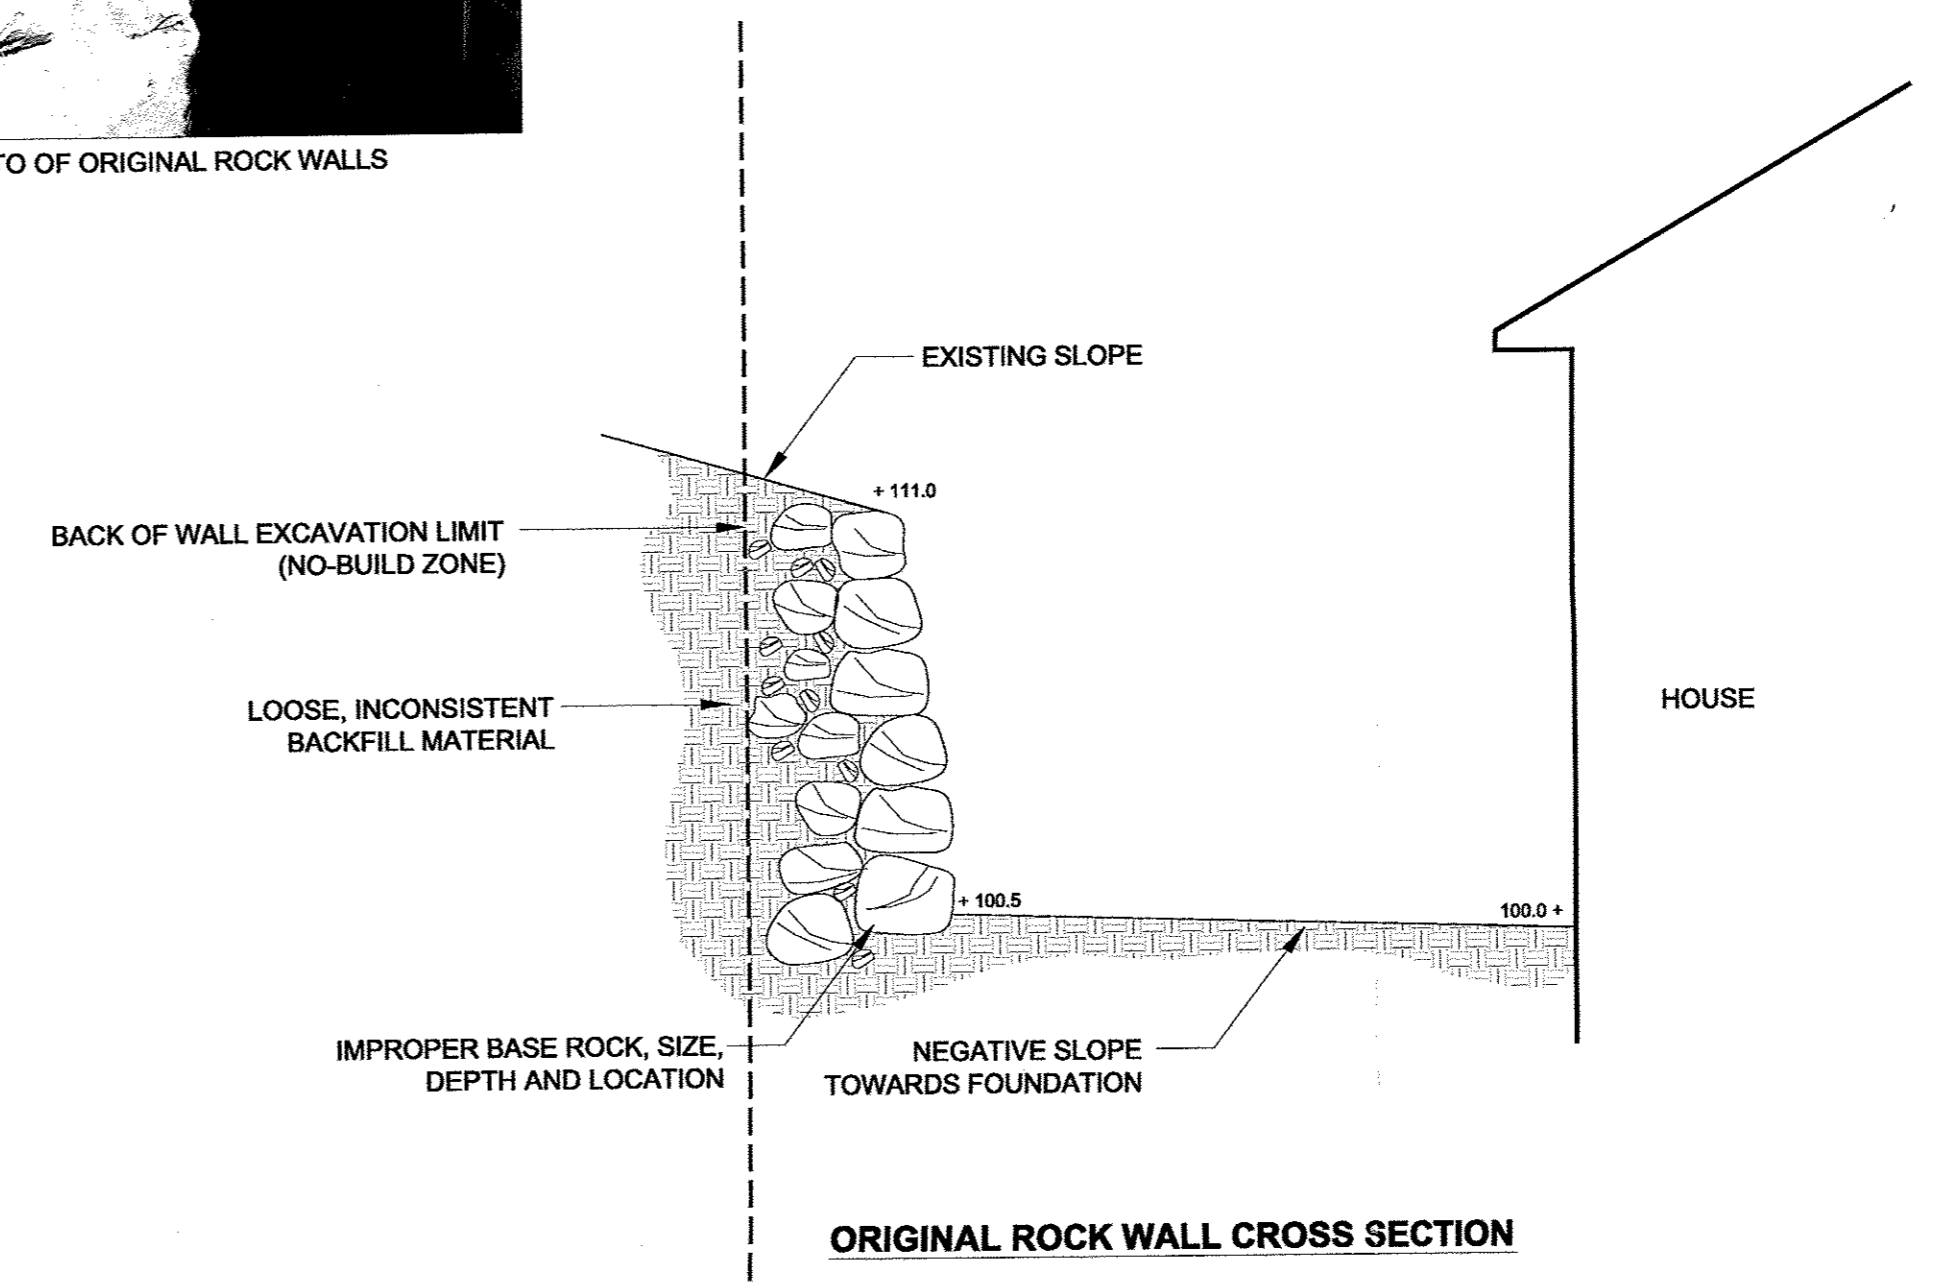 TO OF ORIGINAL ROCK WALLS
EXISTING SLOPE
+ 111.0
BACK OF WALL EXCAVATION LIMIT
(NO-BUILD ZONE)
LOOSE, INCONSISTENT
BACKFILL MATERIAL
HOUSE
+ 100.5
100.0 +
IMPROPER BASE ROCK, SIZE,
DEPTH AND LOCATION
NEGATIVE SLOPE
TOWARDS FOUNDATION
ORIGINAL ROCK WALL CROSS SECTION